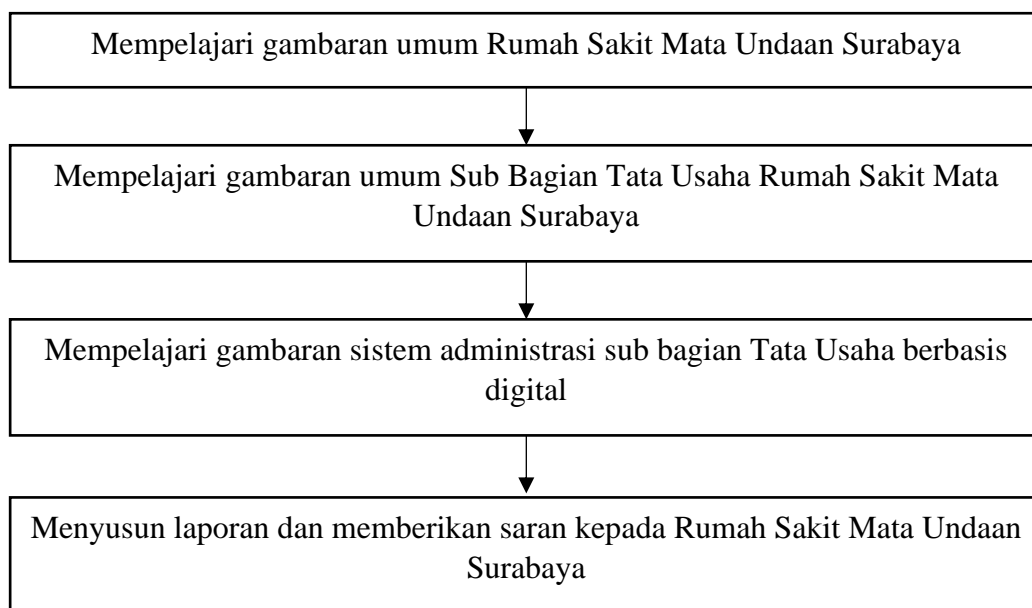 Mempelajari gambaran umum Rumah Sakit Mata Undaan Surabaya
Mempelajari gambaran umum Sub Bagian Tata Usaha Rumah Sakit Mata
Undaan Surabaya
Mempelajari gambaran sistem administrasi sub bagian Tata Usaha berbasis
digital
Menyusun laporan dan memberikan saran kepada Rumah Sakit Mata Undaan
Surabaya